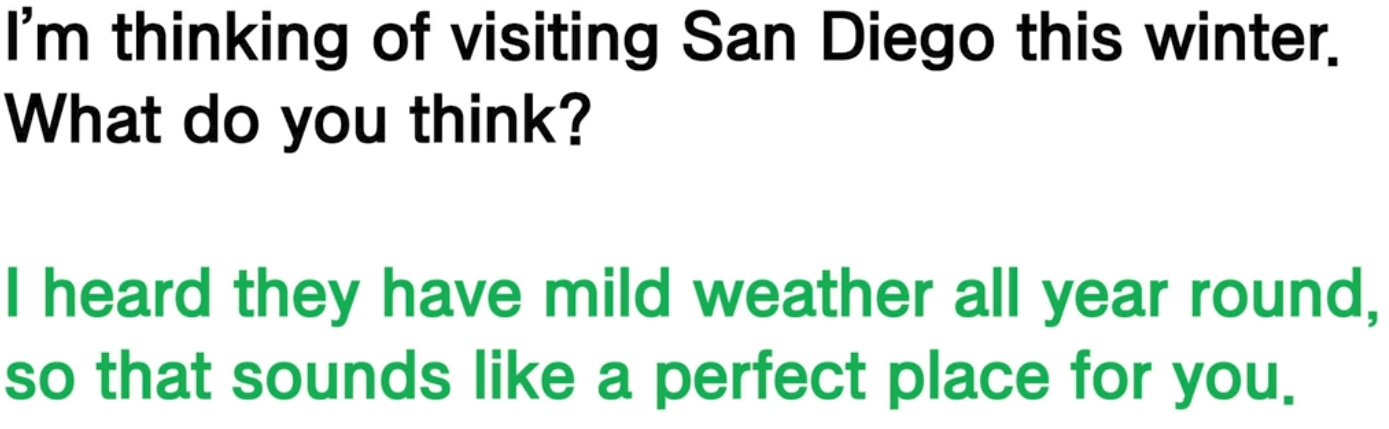 I’m thinking of visiting San Diego this winter.
What do you think?
I heard they have mild weather all year round,
so that sounds like a perfect place for you.